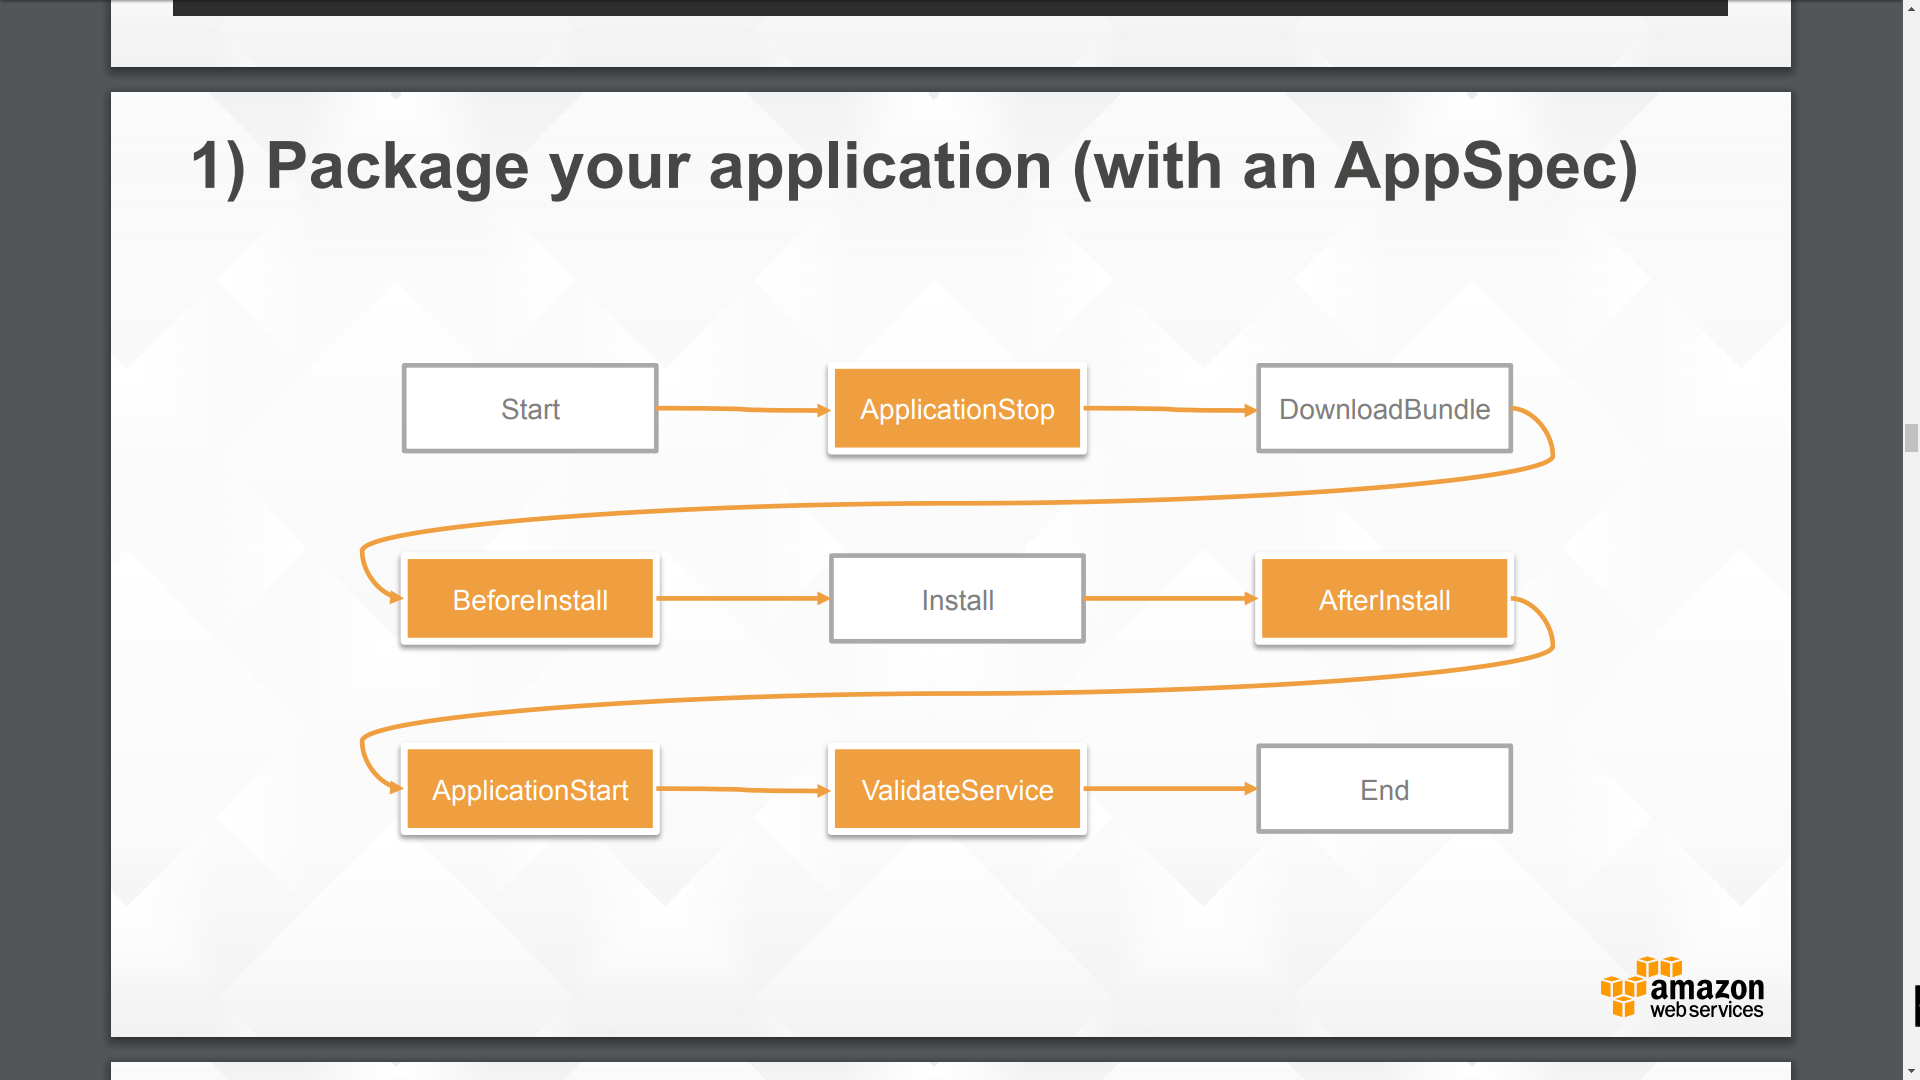 1) Package your application (with an AppSpec)
Start
ApplicationStop
DownloadBundle
BeforeInstall
Install
AfterInstall
ApplicationStart
ValidateService
End
amazon
web services